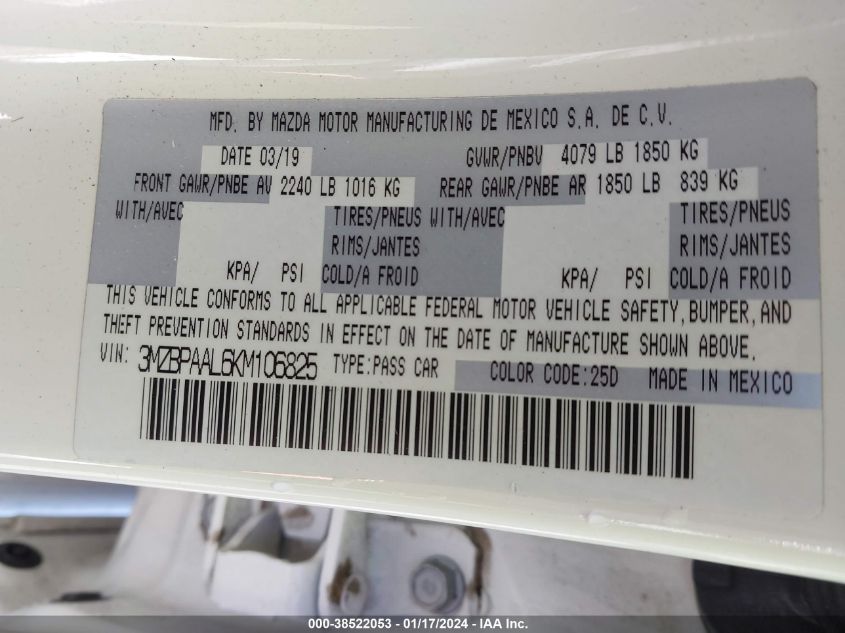 MFD. BY MAZDA MOTOR MANUFACTURING DE MEXICO S.A. DE C.V.
DATE 03/19 GVWR/PNBV 4079 LB 1850 KG
FRONT GAWR/PNBE AV 2240 LB 1016 KG REAR GAWR/PNBE AR 1850 LB 839 KG
WITH/AVEC TIRES/PNEUS WITH/AVEC TIRES/PNEUS
RIMS/JANTES RIMS/JANTES
KPA/ PSI COLD/A FROID KPA/ PSI COLD/A FROID
THIS VEHICLE CONFORMS TO ALL APPLICABLE FEDERAL MOTOR VEHICLE SAFETY, BUMPER, AND
THEFT PREVENTION STANDARDS IN EFFECT ON THE DATE OF MANUFACTURE SHOWN ABOVE.
VIN: 3MZBPAAL6KM106825 TYPE:PASS CAR COLOR CODE:25D MADE IN MEXICO
000-38522053 - 01/17/2024 - IAA Inc.